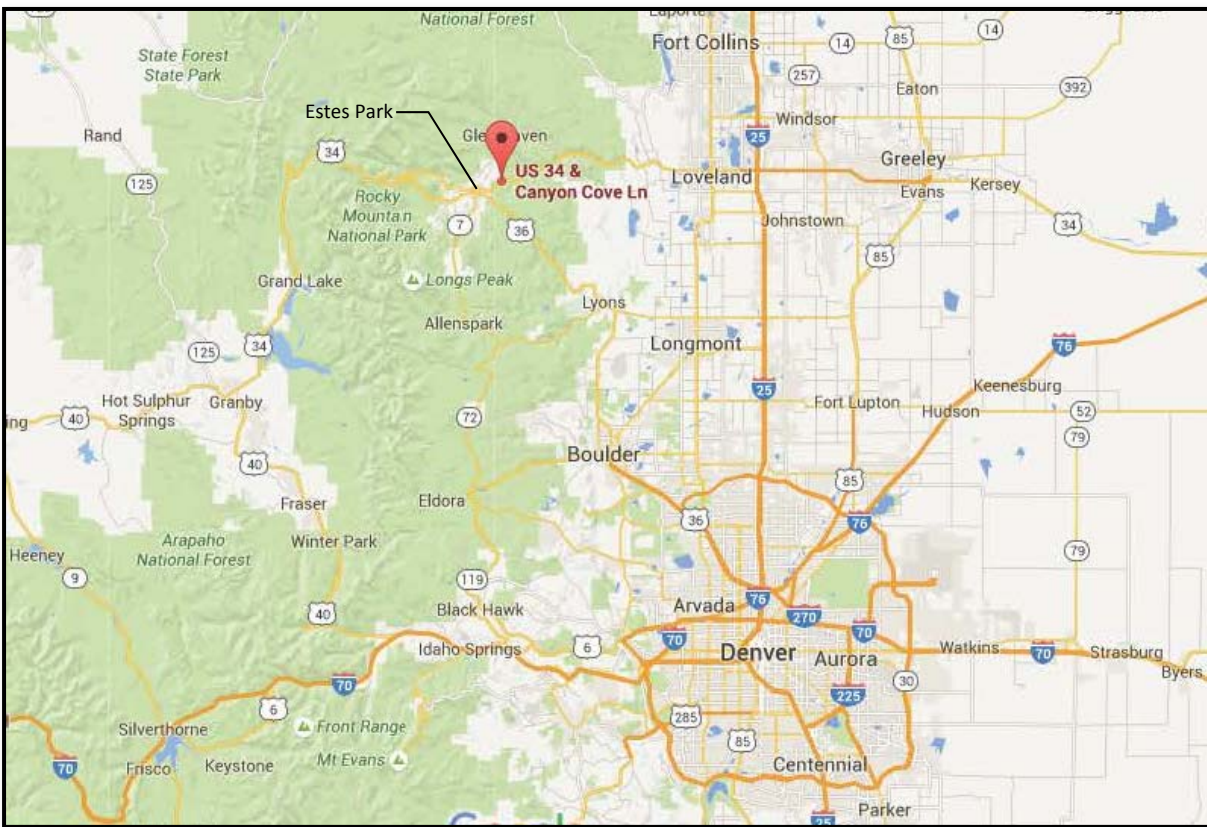 National Forest
Laporte
Fort Collins
14
85
14
State Forest
State Park
257
Eaton
392
Estes Park
Windsor
Rand
34
25
Greeley
US 34 &
Canyon Cove Ln
Loveland
Evans
Kersey
125
Rocky
Mountain
National Park
7
36
Johnstown
34
85
Grand Lake
Longs Peak
Lyons
Allenspark
Longmont
125
34
76
25
Keenesburg
Hot Sulphur
Springs
Granby
Fort Lupton
Hudson
52
ing
40
72
79
Boulder
40
85
Eldora
Fraser
36
76
Arapaho
National Forest
Winter Park
Heeney
79
9
119
76
40
Black Hawk
Arvada
270
Idaho Springs
6
70
70
Denver
Aurora
Watkins
70
Strasburg
Byers
70
30
225
6
Silverthorne
Front Range
285
85
Frisco
Keystone
Mt Evans
Centennial
70
Parker
25